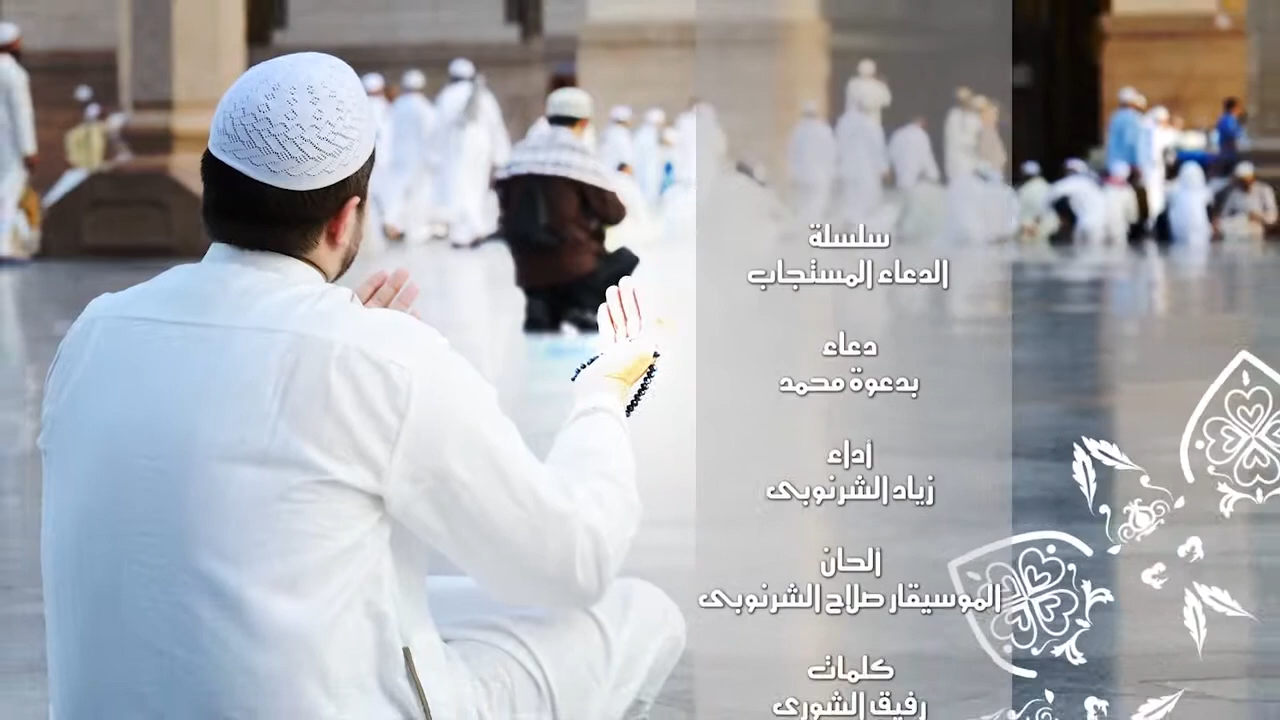 سلسلة
الدعاء المستجاب
دعاء
بدعوة محمد
أداء
زياد الشرنوبى
ألحان
الموسيقار صلاح الشرنوبى
كلمات
رفيق الشورى